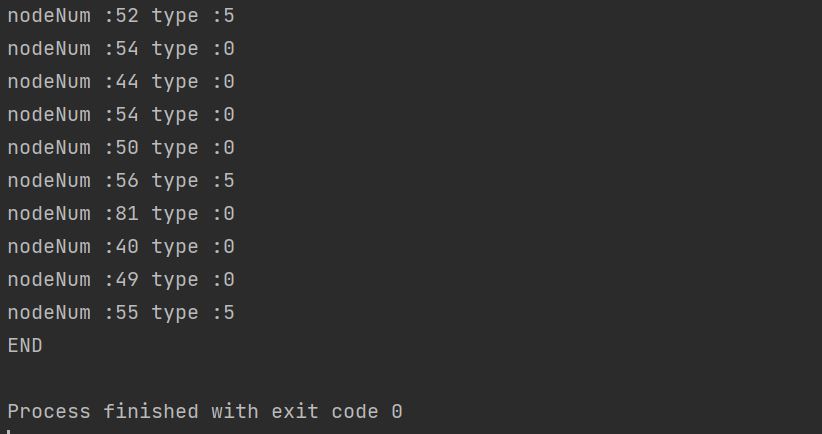 nodeNum :52 type :5
nodeNum :54 type :0
nodeNum :44 type :0
nodeNum :54 type :0
nodeNum :50 type :0
nodeNum :56 type :5
nodeNum :81 type :0
nodeNum :40 type :0
nodeNum :49 type :0
nodeNum :55 type :5
END
Process finished with exit code 0